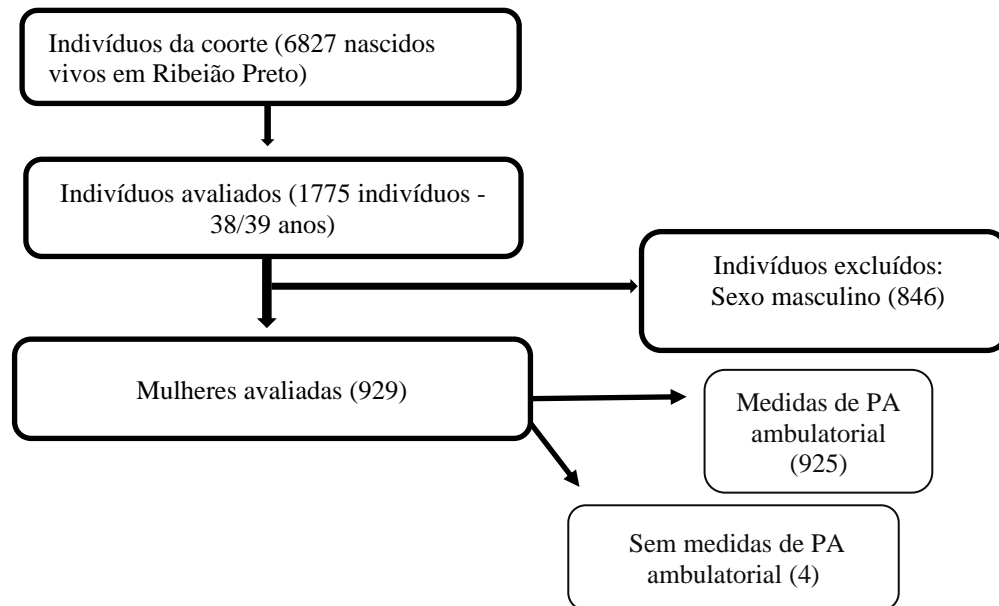 Indivíduos da coorte (6827 nascidos
vivos em Ribeião Preto)
Indivíduos avaliados (1775 indivíduos -
38/39 anos)
Indivíduos excluídos:
Sexo masculino (846)
Mulheres avaliadas (929)
Medidas de PA
ambulatorial
(925)
Sem medidas de PA
ambulatorial (4)